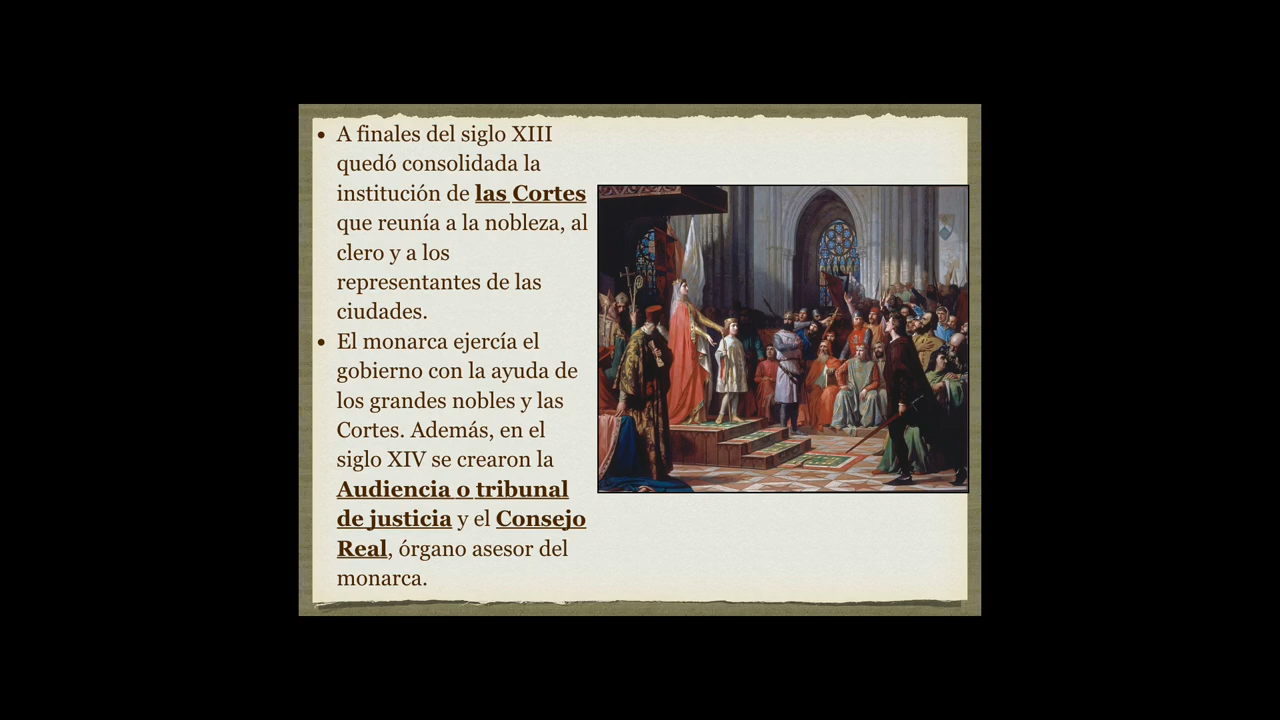 • A finales del siglo XIII
quedó consolidada la
institución de las Cortes
que reunía a la nobleza, al
clero y a los
representantes de las
ciudades.
• El monarca ejercía el
gobierno con la ayuda de
los grandes nobles y las
Cortes. Además, en el
siglo XIV se crearon la
Audiencia o tribunal
de justicia y el Consejo
Real, órgano asesor del
monarca.